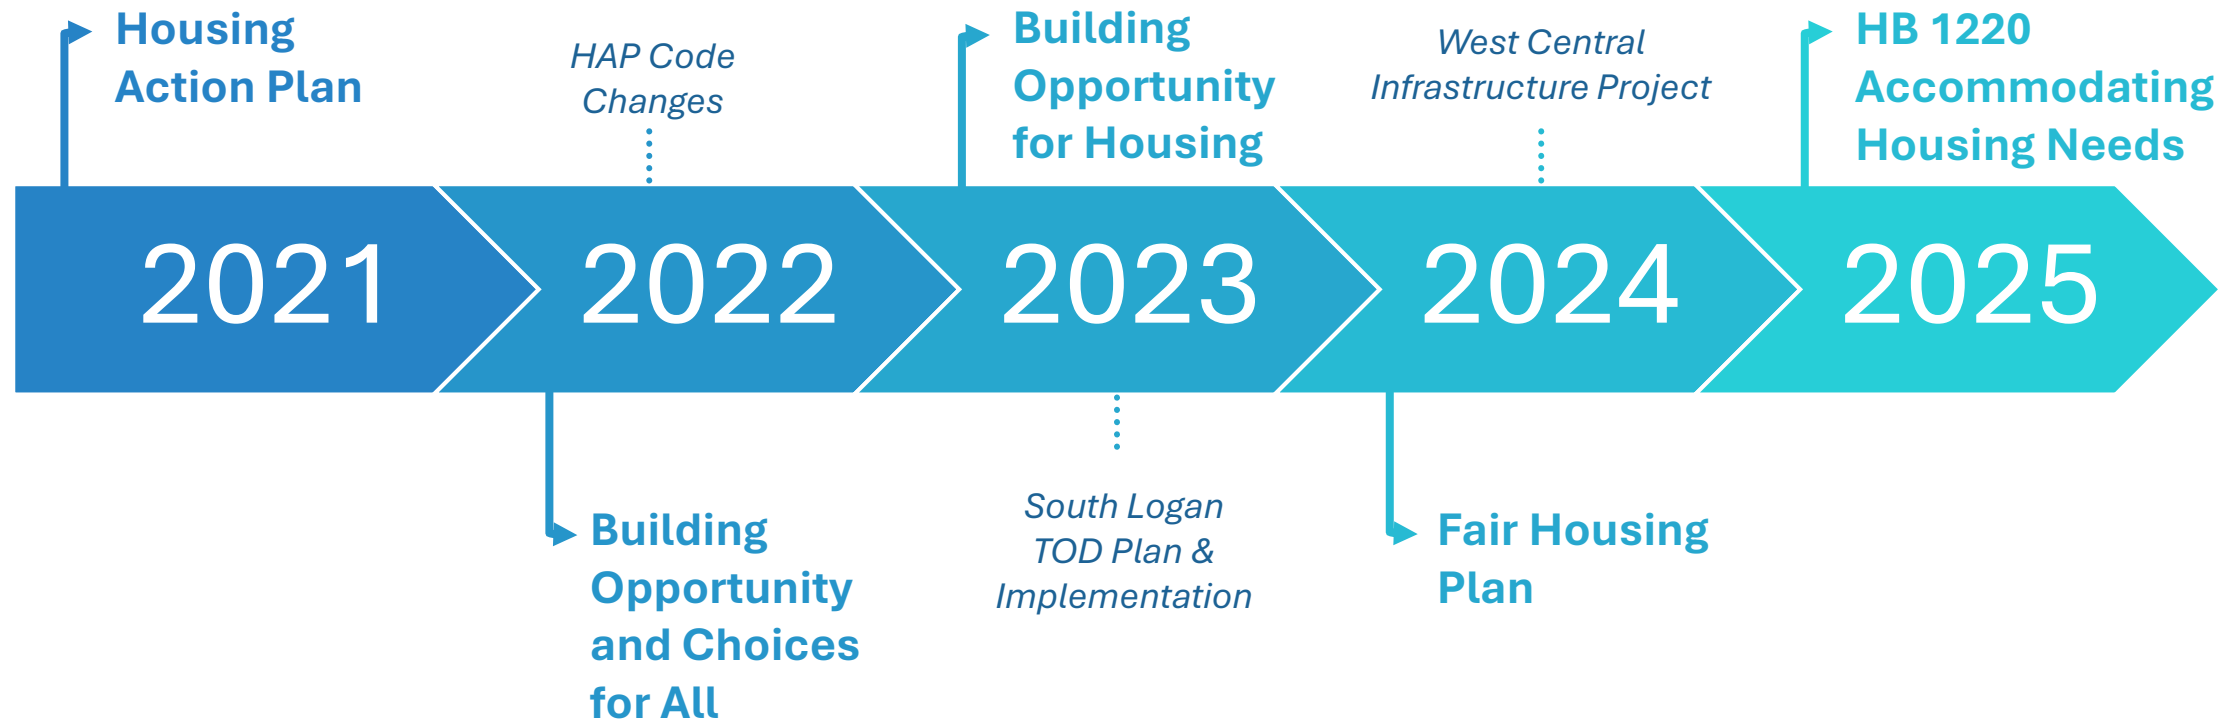 Housing
Action Plan
HAP Code
Changes
Building
Opportunity
for Housing
West Central
Infrastructure Project
HB 1220
Accommodating
Housing Needs
2021
2022
2023
2024
2025
Building
Opportunity
and Choices
for All
South Logan
TOD Plan &
Implementation
Fair Housing
Plan